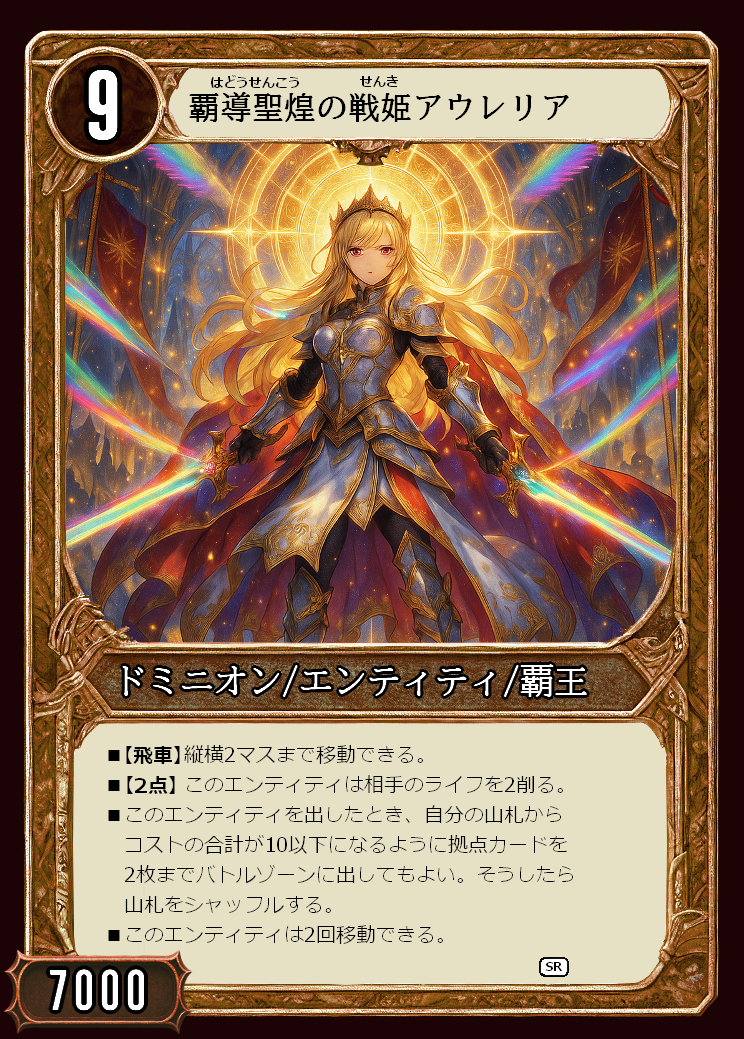 9
はどうせんこう せんき
覇導聖煌の戦姫アウレリア
ドミニオン/エンティティ/覇王
■【飛車】縦横2マスまで移動できる。
■【2点】このエンティティは相手のライフを2削る。
■このエンティティを出したとき、自分の山札から
コストの合計が10以下になるように拠点カードを
2枚までバトルゾーンに出してもよい。そうしたら
山札をシャッフルする。
■このエンティティは2回移動できる。
SR
7000